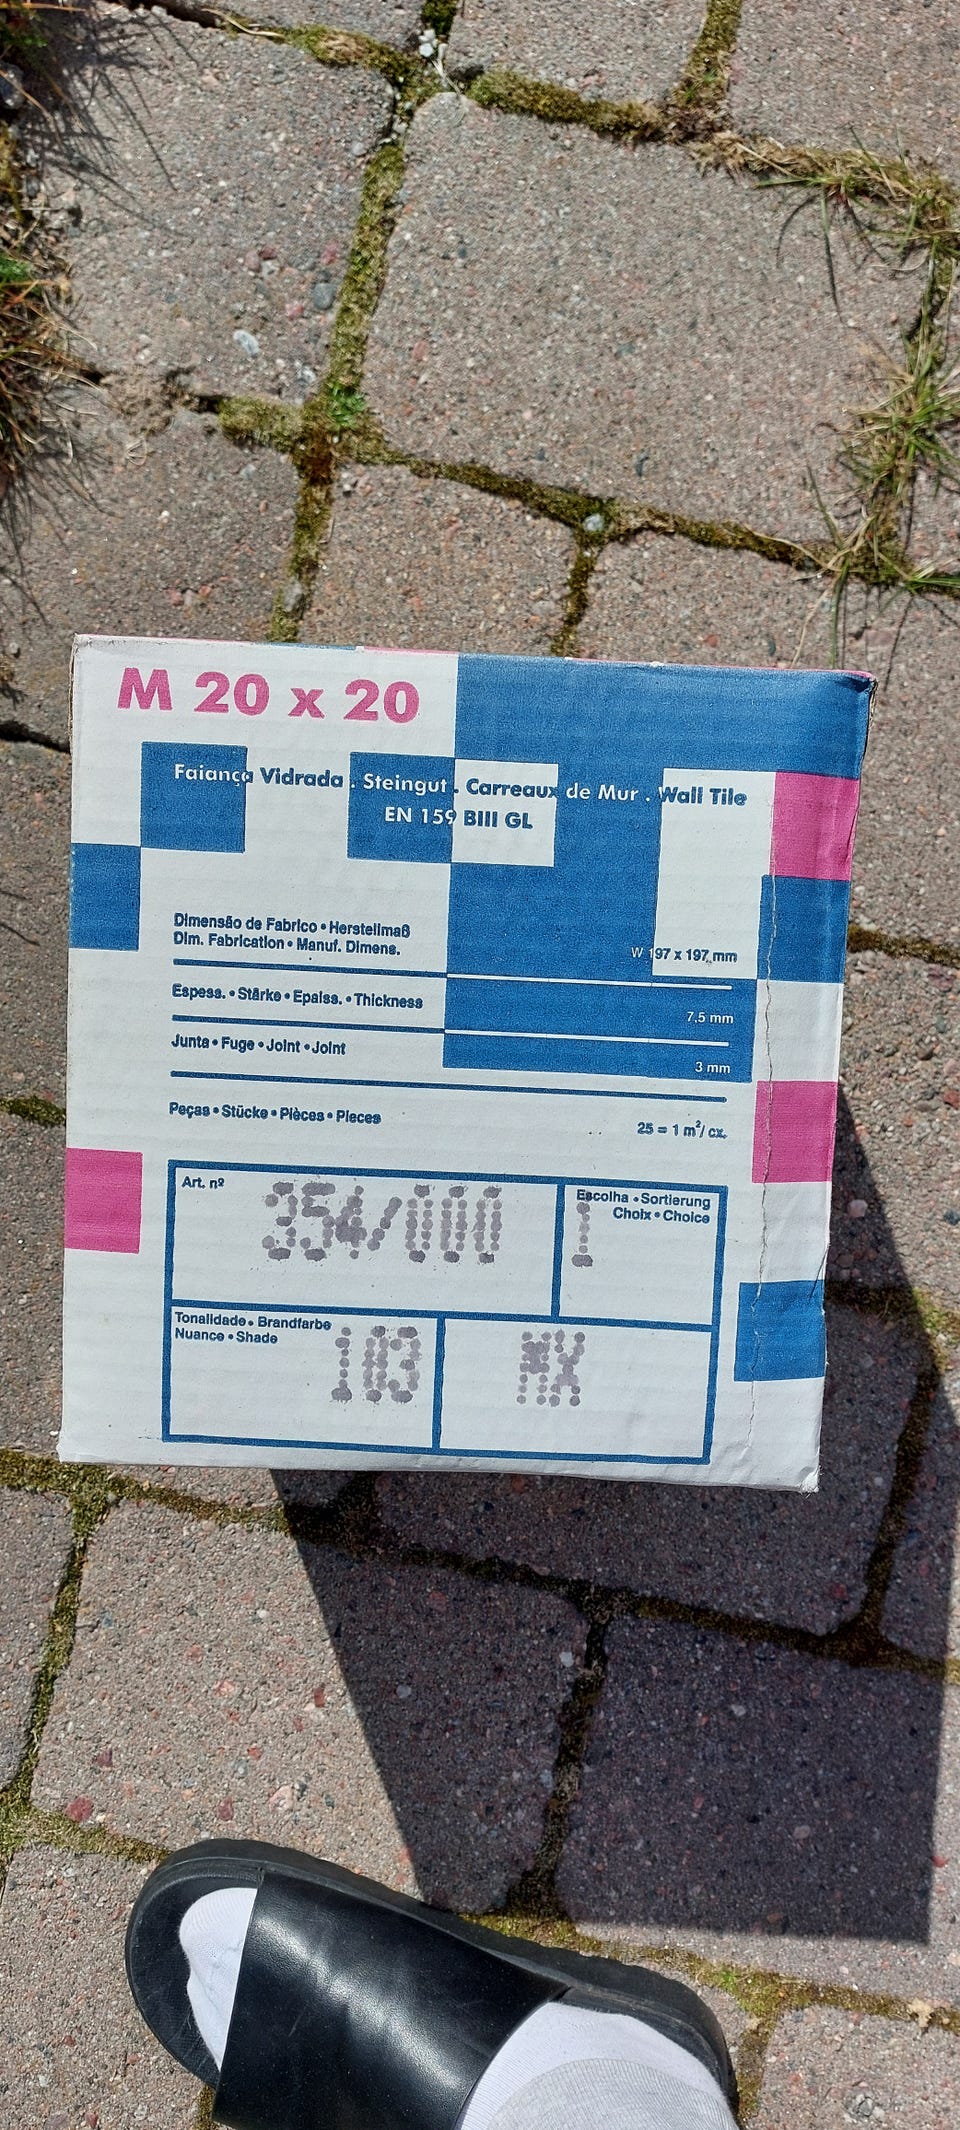 M 20 x 20
Faiança Vidrada . Steingut . Carreaux de Mur . Wall Tile
EN 159 BIII GL
Dimensão de Fabrico • Herstellmaß
Dim. Fabrication • Manuf. Dimens.
W 197 x 197 mm
Espess. • Stärke • Epaiss. • Thickness
7,5 mm
Junta • Fuge • Joint • Joint
3 mm
Peças • Stücke • Pièces • Pieces
25 = 1 m²/ cx.
Art. nº
354/000
Escolha • Sortierung
Choix • Choice
1
Tonalidade • Brandfarbe
Nuance • Shade
103
MX